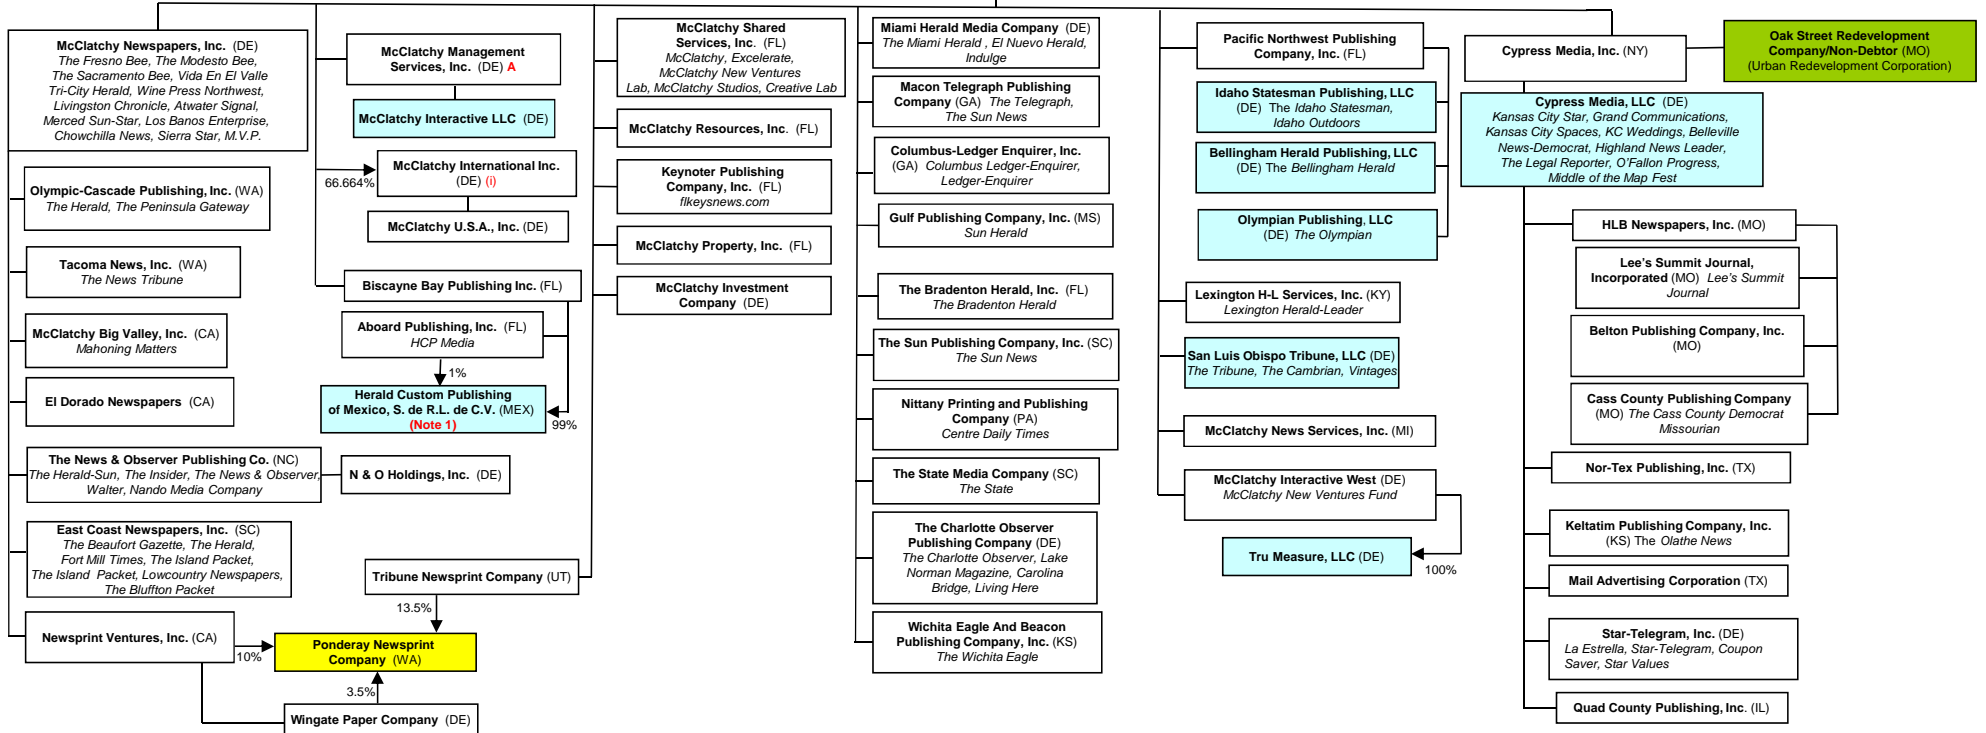 McClatchy Newspapers, Inc. (DE)
The Fresno Bee, The Modesto Bee,
The Sacramento Bee, Vida En El Valle
Tri-City Herald, Wine Press Northwest,
Livingston Chronicle, Atwater Signal,
Merced Sun-Star, Los Banos Enterprise,
Chowchilla News, Sierra Star, M.V.P.
Olympic-Cascade Publishing, Inc. (WA)
The Herald, The Peninsula Gateway
Tacoma News, Inc. (WA)
The News Tribune
McClatchy Big Valley, Inc. (CA)
Mahoning Matters
El Dorado Newspapers (CA)
The News & Observer Publishing Co. (NC)
The Herald-Sun, The Insider, The News & Observer,
Walter, Nando Media Company
N & O Holdings, Inc. (DE)
East Coast Newspapers, Inc. (SC)
The Beaufort Gazette, The Herald,
Fort Mill Times, The Island Packet,
The Island Packet, Lowcountry Newspapers,
The Bluffton Packet
Newsprint Ventures, Inc. (CA)
10%
Ponderay Newsprint
Company (WA)
3.5%
Wingate Paper Company (DE)
McClatchy Management
Services, Inc. (DE) A
McClatchy Interactive LLC (DE)
66.664%
McClatchy International Inc.
(DE) (i)
McClatchy U.S.A., Inc. (DE)
Biscayne Bay Publishing Inc. (FL)
Aboard Publishing, Inc. (FL)
HCP Media
1%
Herald Custom Publishing
of Mexico, S. de R.L. de C.V. (MEX)
(Note 1)
99%
Tribune Newsprint Company (UT)
13.5%
McClatchy Shared
Services, Inc. (FL)
McClatchy, Excelerate,
McClatchy New Ventures
Lab, McClatchy Studios, Creative Lab
McClatchy Resources, Inc. (FL)
Keynoter Publishing
Company, Inc. (FL)
flkeysnews.com
McClatchy Property, Inc. (FL)
McClatchy Investment
Company (DE)
Miami Herald Media Company (DE)
The Miami Herald , El Nuevo Herald,
Indulge
Macon Telegraph Publishing
Company (GA) The Telegraph,
The Sun News
Columbus-Ledger Enquirer, Inc.
(GA) Columbus Ledger-Enquirer,
Ledger-Enquirer
Gulf Publishing Company, Inc. (MS)
Sun Herald
The Bradenton Herald, Inc. (FL)
The Bradenton Herald
The Sun Publishing Company, Inc. (SC)
The Sun News
Nittany Printing and Publishing
Company (PA)
Centre Daily Times
The State Media Company (SC)
The State
The Charlotte Observer
Publishing Company (DE)
The Charlotte Observer, Lake
Norman Magazine, Carolina
Bridge, Living Here
Wichita Eagle And Beacon
Publishing Company, Inc. (KS)
The Wichita Eagle
Pacific Northwest Publishing
Company, Inc. (FL)
Idaho Statesman Publishing, LLC
(DE) The Idaho Statesman,
Idaho Outdoors
Bellingham Herald Publishing, LLC
(DE) The Bellingham Herald
Olympian Publishing, LLC
(DE) The Olympian
Lexington H-L Services, Inc. (KY)
Lexington Herald-Leader
San Luis Obispo Tribune, LLC (DE)
The Tribune, The Cambrian, Vintages
McClatchy News Services, Inc. (MI)
McClatchy Interactive West (DE)
McClatchy New Ventures Fund
Tru Measure, LLC (DE)
100%
Cypress Media, Inc. (NY)
Oak Street Redevelopment
Company/Non-Debtor (MO)
(Urban Redevelopment Corporation)
Cypress Media, LLC (DE)
Kansas City Star, Grand Communications,
Kansas City Spaces, KC Weddings, Belleville
News-Democrat, Highland News Leader,
The Legal Reporter, O'Fallon Progress,
Middle of the Map Fest
HLB Newspapers, Inc. (MO)
Lee's Summit Journal,
Incorporated (MO) Lee's Summit
Journal
Belton Publishing Company, Inc.
(MO)
Cass County Publishing Company
(MO) The Cass County Democrat
Missourian
Nor-Tex Publishing, Inc. (TX)
Keltatim Publishing Company, Inc.
(KS) The Olathe News
Mail Advertising Corporation (TX)
Star-Telegram, Inc. (DE)
La Estrella, Star-Telegram, Coupon
Saver, Star Values
Quad County Publishing, Inc. (IL)